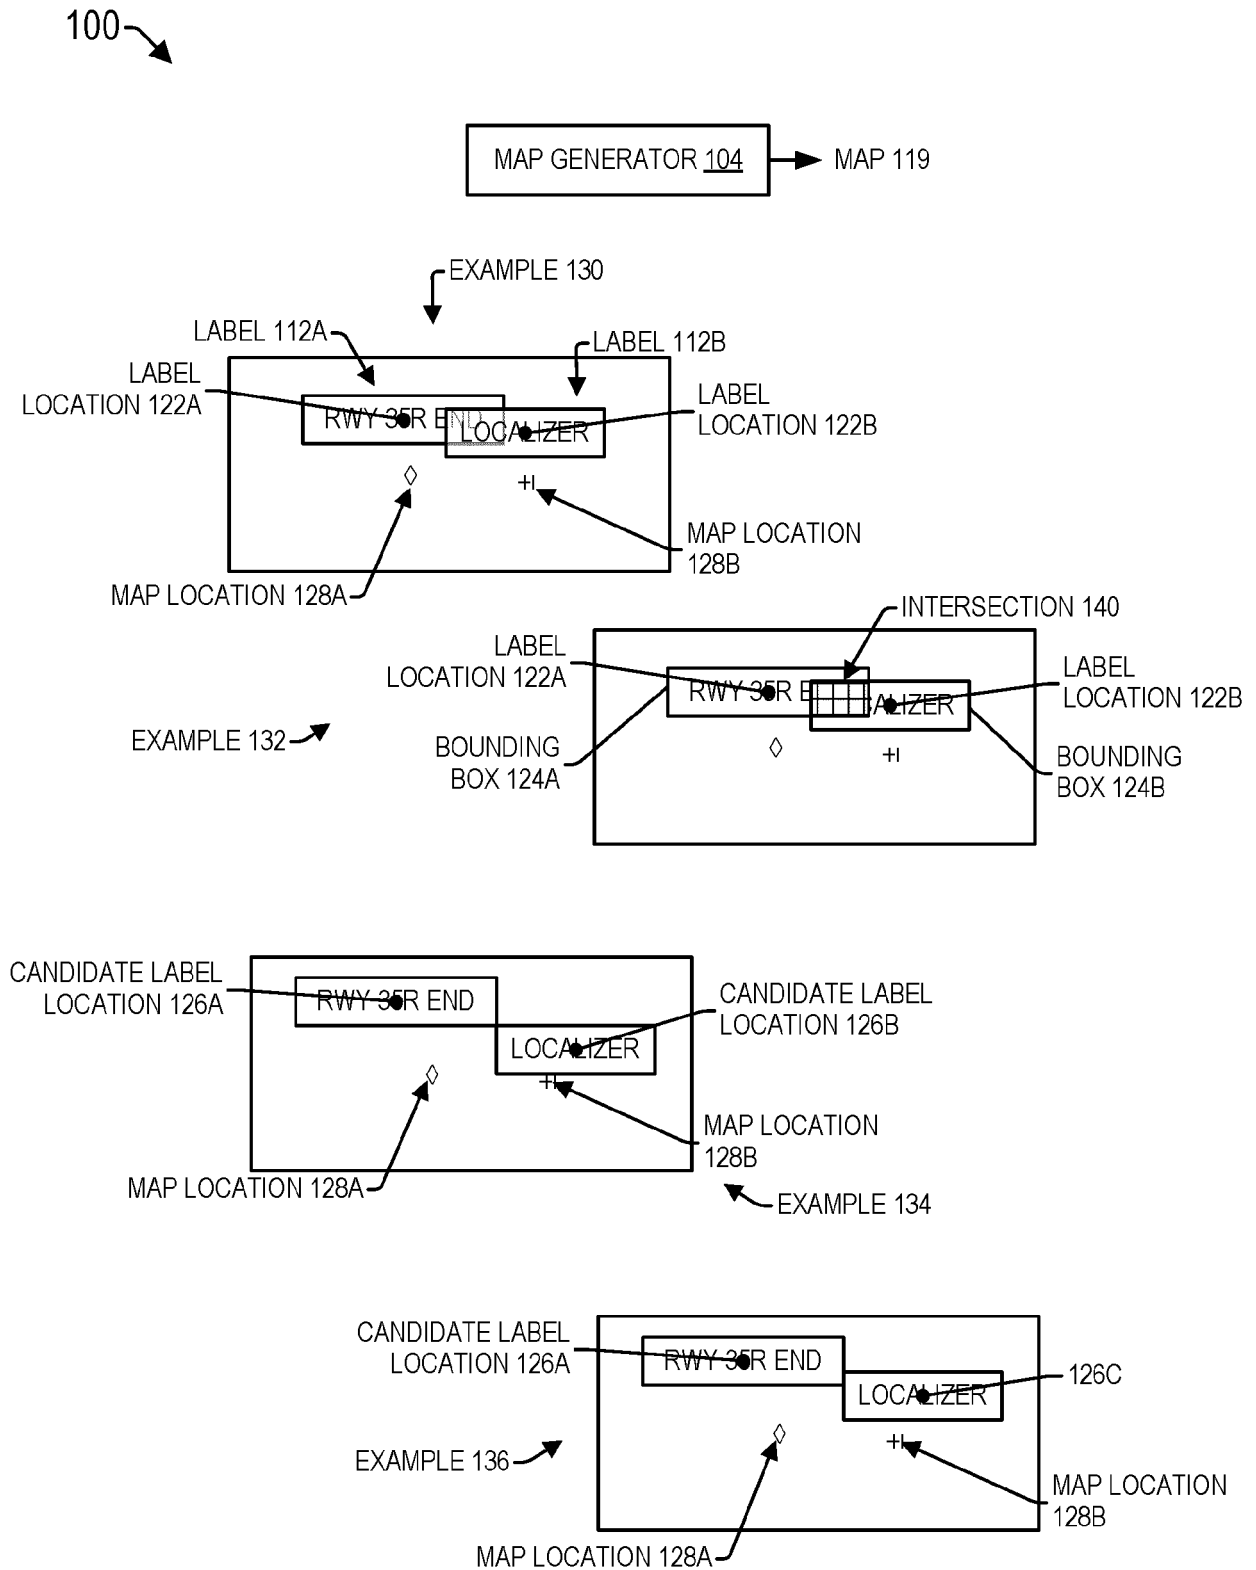 100
MAP GENERATOR 104
MAP 119
EXAMPLE 130
LABEL 112A
LABEL 112B
LABEL
LOCATION 122A
RWY 35R END
LOCALIZER
LABEL
LOCATION 122B
MAP LOCATION
128B
MAP LOCATION 128A
INTERSECTION 140
LABEL
LOCATION 122A
RWY 35R E
ALIZER
LABEL
LOCATION 122B
EXAMPLE 132
BOUNDING
BOX 124A
BOUNDING
BOX 124B
CANDIDATE LABEL
LOCATION 126A
RWY 35R END
CANDIDATE LABEL
LOCATION 126B
LOCALIZER
MAP LOCATION
128B
MAP LOCATION 128A
EXAMPLE 134
CANDIDATE LABEL
LOCATION 126A
RWY 35R END
126C
LOCALIZER
EXAMPLE 136
MAP LOCATION
128B
MAP LOCATION 128A